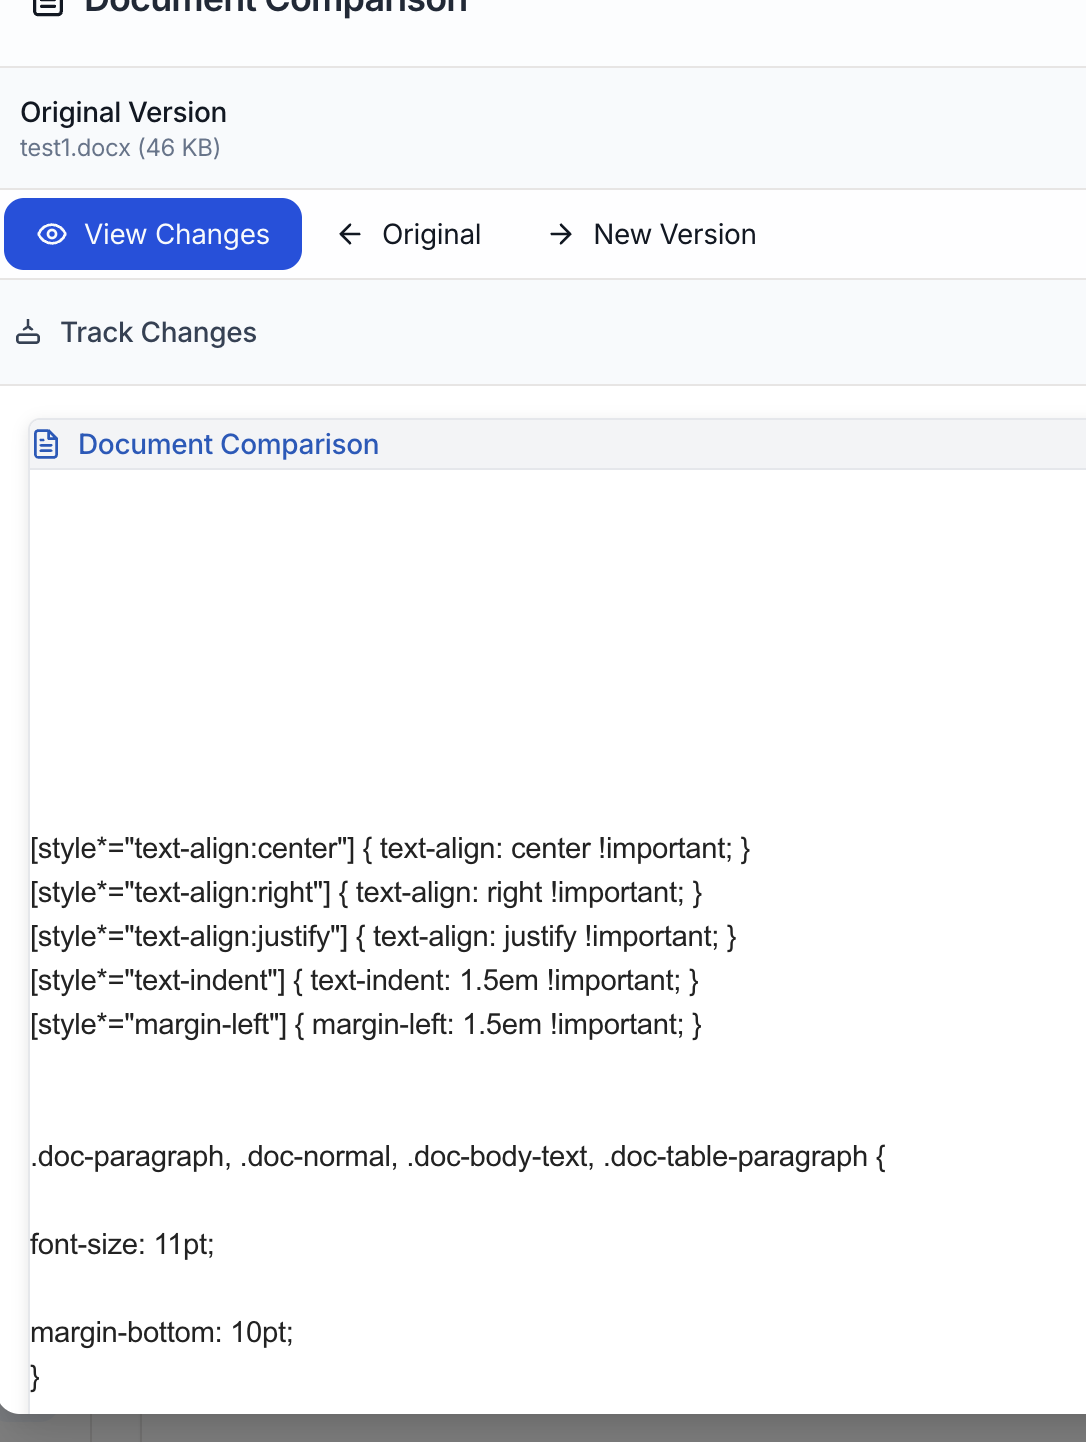 Document Comparison
Original Version
test1.docx (46 KB)
View Changes
Original
New Version
Track Changes
Document Comparison
[style*="text-align:center"] { text-align: center !important; }
[style*="text-align:right"] { text-align: right !important; }
[style*="text-align:justify"] { text-align: justify !important; }
[style*="text-indent"] { text-indent: 1.5em !important; }
[style*="margin-left"] { margin-left: 1.5em !important; }
.doc-paragraph, .doc-normal, .doc-body-text, .doc-table-paragraph {
font-size: 11pt;
margin-bottom: 10pt;
}